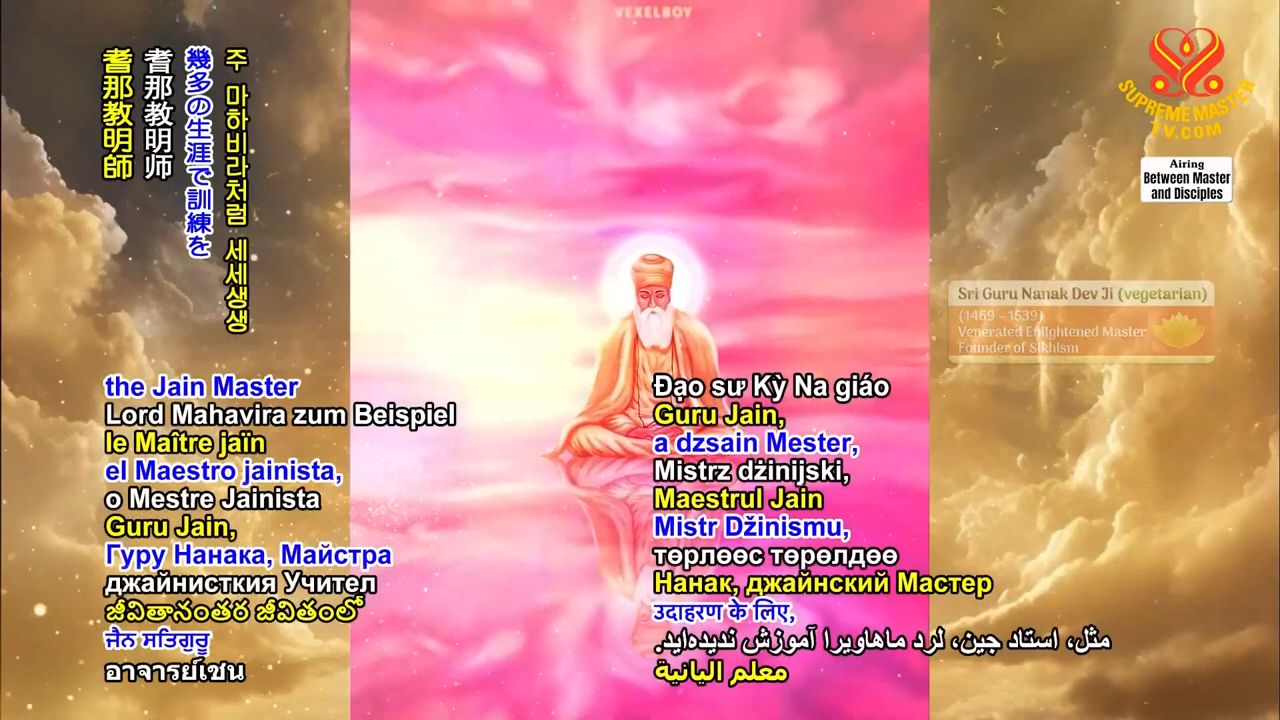 VEXELBOY
주 마하비라처럼 세세생생
幾多の生涯で訓練を
耆那教明师
耆那教明師
SUPREME MASTER
TV.COM
Airing
Between Master
and Disciples
Sri Guru Nanak Dev Ji (vegetarian)
(1469 – 1539)
Venerated Enlightened Master
Founder of Sikhism
the Jain Master
Lord Mahavira zum Beispiel
le Maître jaïn
el Maestro jainista,
o Mestre Jainista
Guru Jain,
Гуру Нанака, Майстра
джайнисткия Учител
జీవితానంతర జీవితంలో
ਜੈਨ ਸਤਿਗੁਰੂ
อาจารย์เชน
Đạo sư Kỳ Na giáo
Guru Jain,
a dzsain Mester,
Mistrz dżinijski,
Maestrul Jain
Mistr Džinismu,
төрлөөс төрөлдөө
Нанак, джайнский Мастер
उदाहरण के लिए,
مثل، استاد جین، لرد ماهاویرا آموزش ندیده‌اید.
معلم اليانية